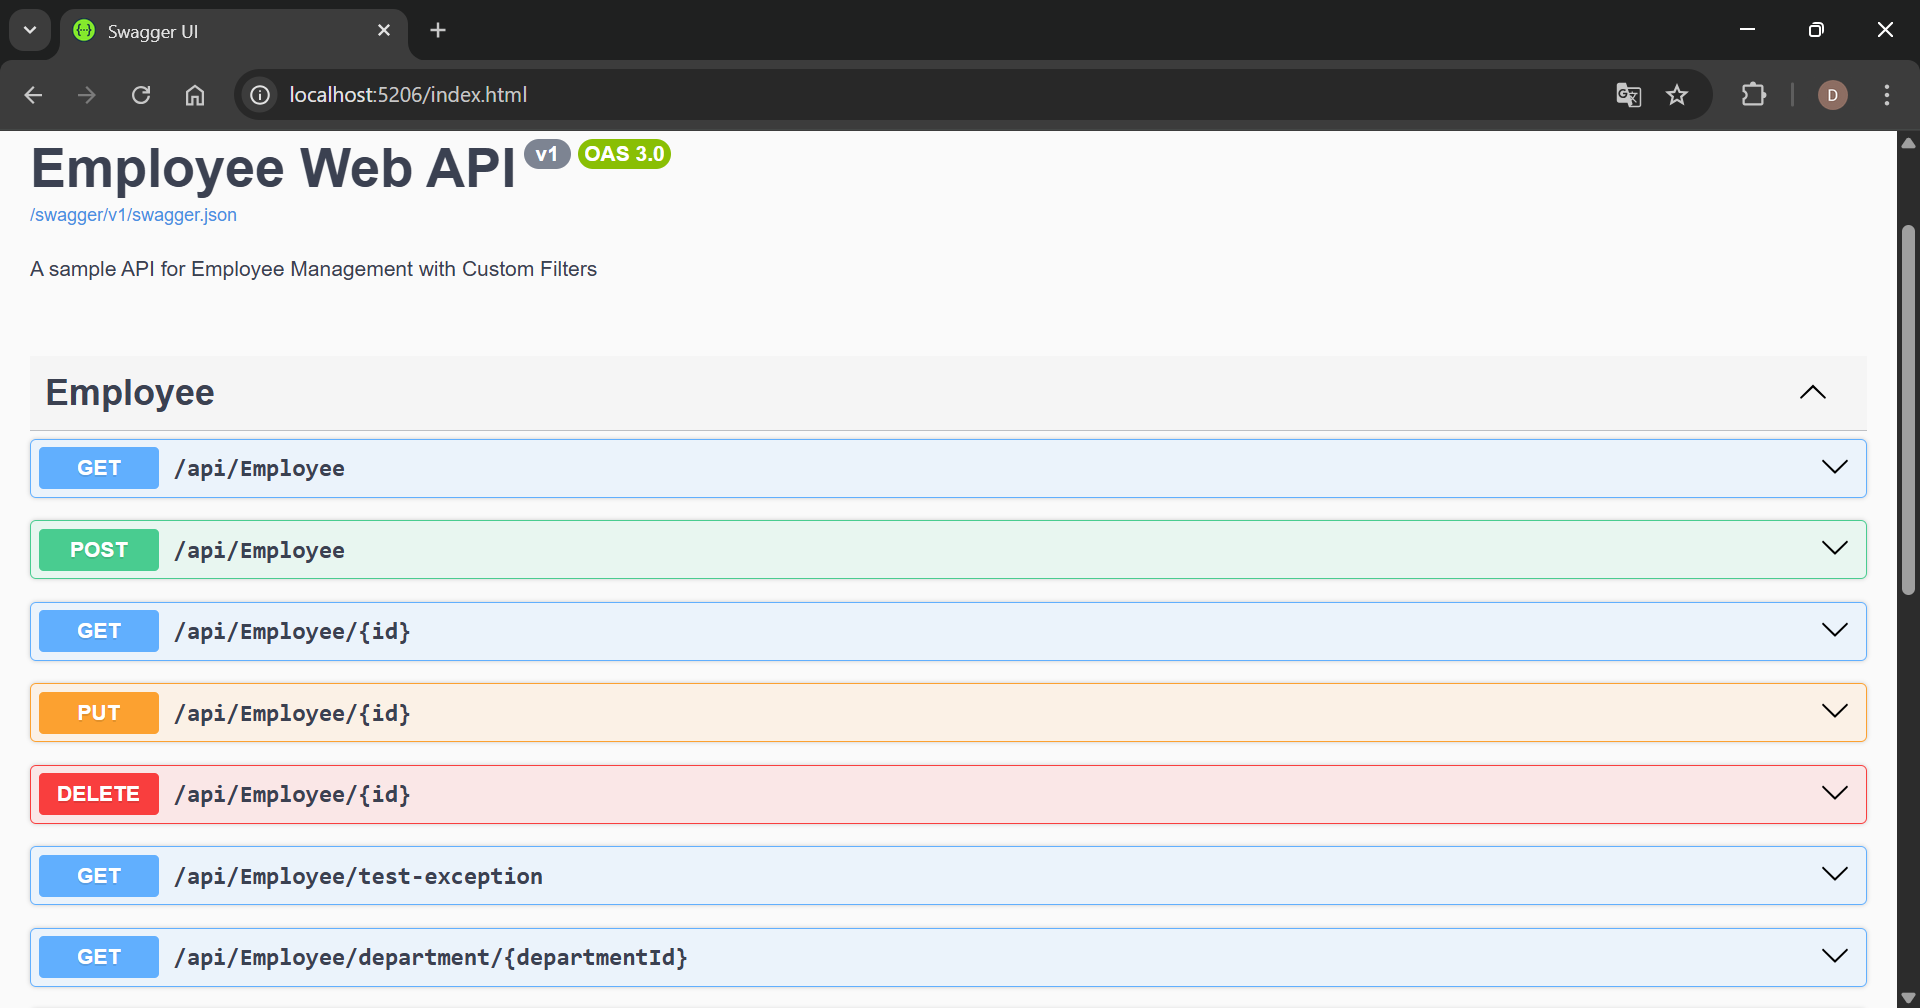 Swagger UI
localhost:5206/index.html
D
Employee Web API v1 OAS 3.0
/swagger/v1/swagger.json
A sample API for Employee Management with Custom Filters
Employee
GET /api/Employee
POST /api/Employee
GET /api/Employee/{id}
PUT /api/Employee/{id}
DELETE /api/Employee/{id}
GET /api/Employee/test-exception
GET /api/Employee/department/{departmentId}